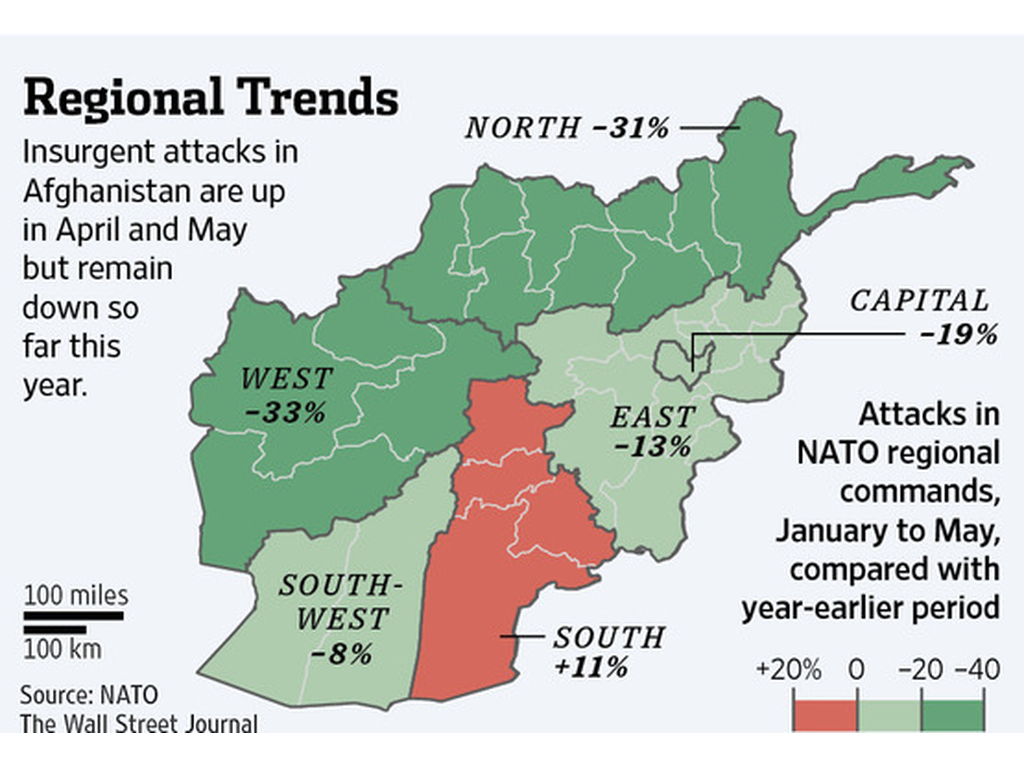 Regional Trends
Insurgent attacks in
Afghanistan are up
in April and May
but remain
down so
far this
year.
NORTH –31%
CAPITAL
–19%
WEST
–33%
EAST
–13%
SOUTH-
WEST
–8%
SOUTH
+11%
Attacks in
NATO regional
commands,
January to May,
compared with
year-earlier period
+20% 0 –20 –40
100 miles
100 km
Source: NATO
The Wall Street Journal